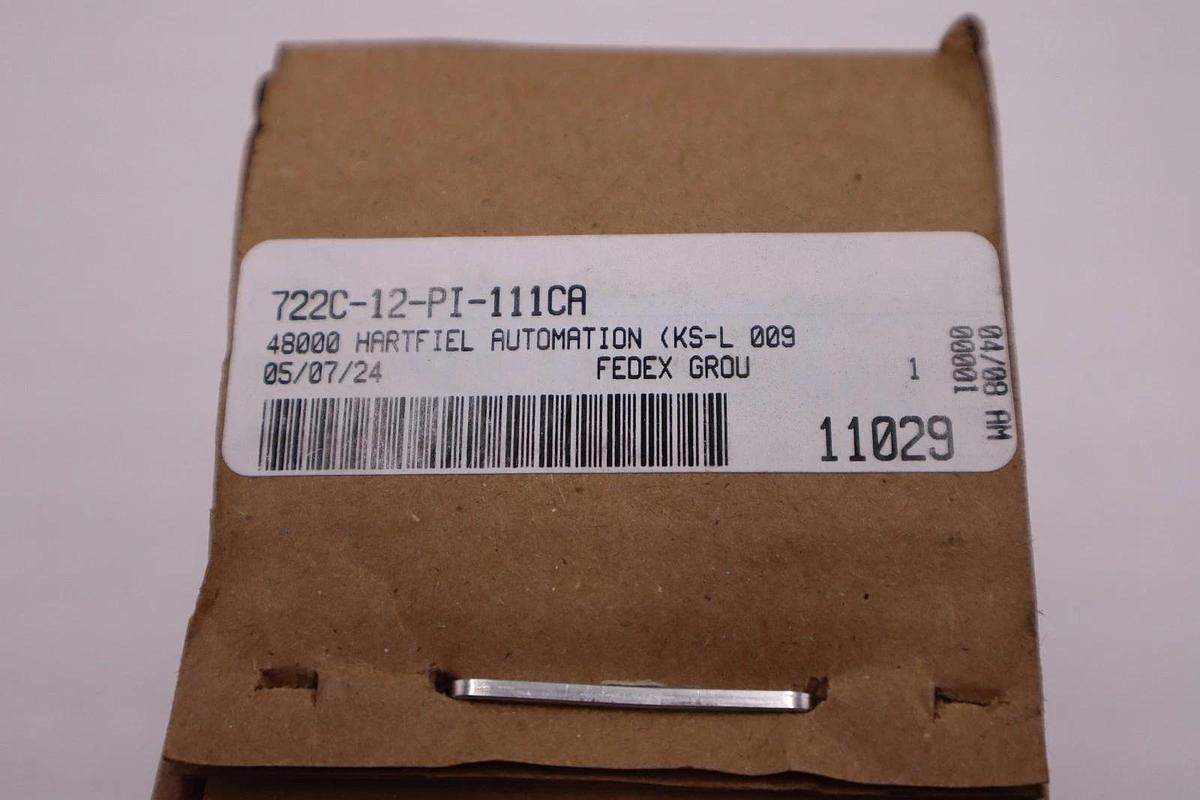 722C-12-PI-111CA
48000 HARTFIEL AUTOMATION (KS-L 009
05/07/24 FEDEX GROU 1
11029
04/08 AM
00001